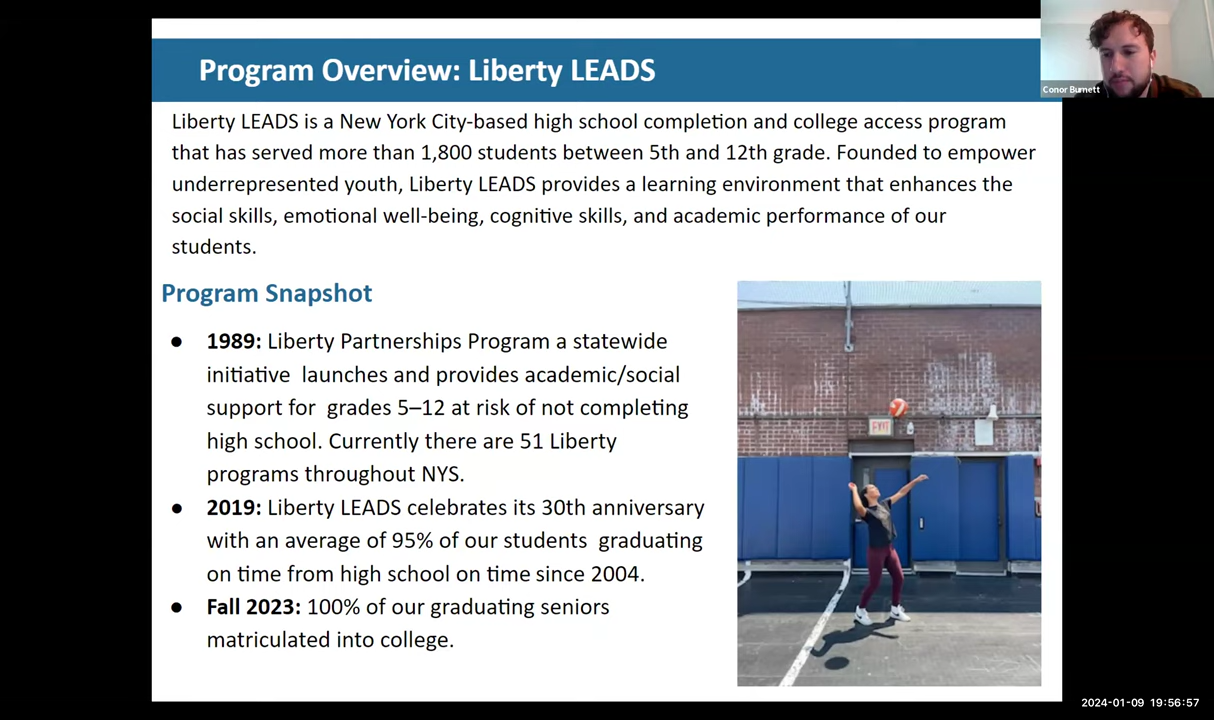 Program Overview: Liberty LEADS
Conor Burnett
Liberty LEADS is a New York City-based high school completion and college access program
that has served more than 1,800 students between 5th and 12th grade. Founded to empower
underrepresented youth, Liberty LEADS provides a learning environment that enhances the
social skills, emotional well-being, cognitive skills, and academic performance of our
students.
Program Snapshot
● 1989: Liberty Partnerships Program a statewide
initiative launches and provides academic/social
support for grades 5–12 at risk of not completing
high school. Currently there are 51 Liberty
programs throughout NYS.
● 2019: Liberty LEADS celebrates its 30th anniversary
with an average of 95% of our students graduating
on time from high school on time since 2004.
● Fall 2023: 100% of our graduating seniors
matriculated into college.
EXIT
2024-01-09 19:56:57